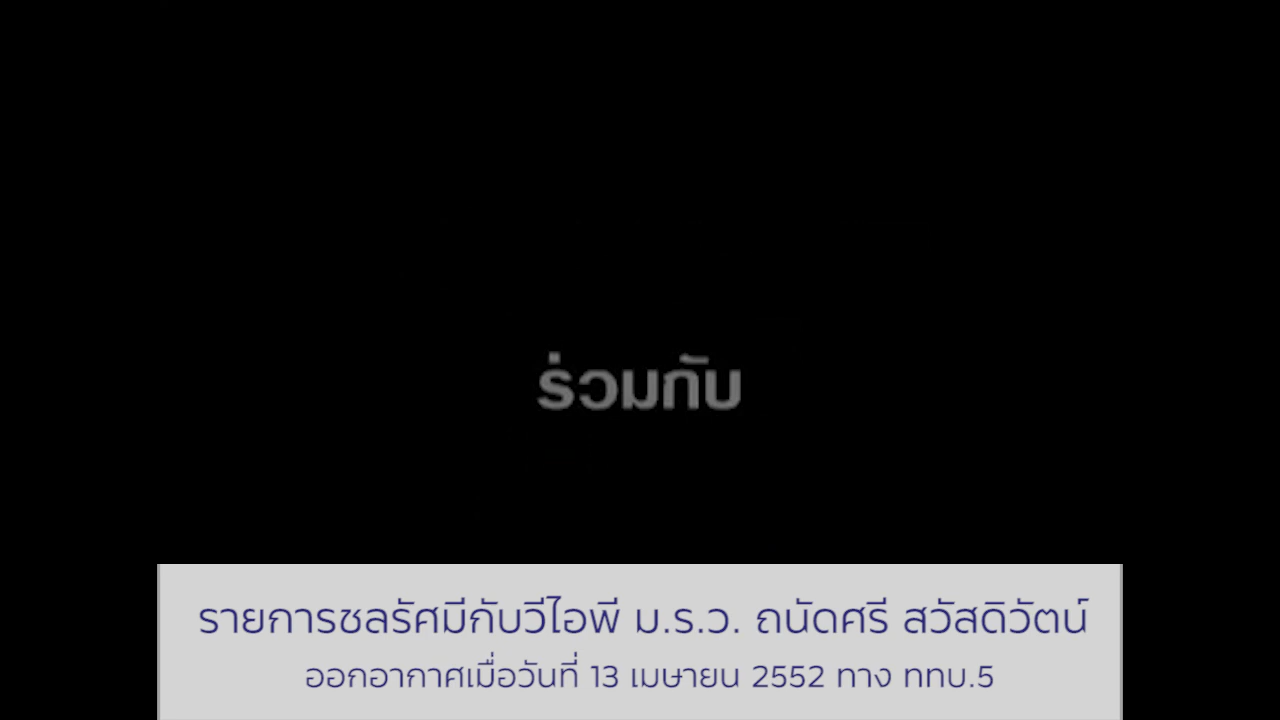 ร่วมกับ
รายการชลรัศมีกับวีไอพี ม.ร.ว. ถนัดศรี สวัสดิวัตน์
ออกอากาศเมื่อวันที่ 13 เมษายน 2552 ทาง ททบ.5